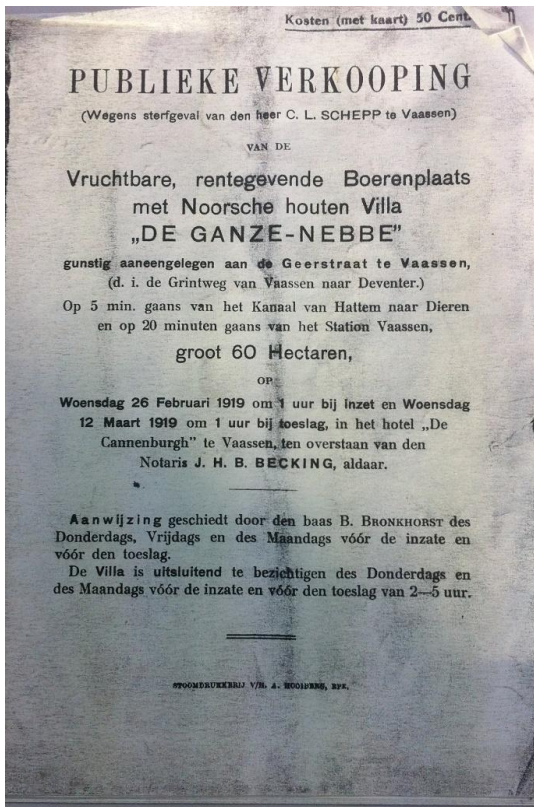 Kosten (met kaart) 50 Cent.
PUBLIEKE VERKOOPING
(Wegens sterfgeval van den heer C. L. SCHEPP te Vaassen)
VAN DE
Vruchtbare, rentegevende Boerenplaats
met Noorsche houten Villa
„DE GANZE-NEBBE”
gunstig aaneengelegen aan de Geerstraat te Vaassen,
(d. i. de Grintweg van Vaassen naar Deventer.)
Op 5 min. gaans van het Kanaal van Hattem naar Dieren
en op 20 minuten gaans van het Station Vaassen,
groot 60 Hectaren,
OP
Woensdag 26 Februari 1919 om 1 uur bij inzet en Woensdag
12 Maart 1919 om 1 uur bij toeslag, in het hotel „De
Cannenburgh” te Vaassen, ten overstaan van den
Notaris J. H. B. BECKING, aldaar.
Aanwijzing geschiedt door den baas B. BRONKHORST des
Donderdags, Vrijdags en des Maandags vóór de inzate en
vóór den toeslag.
De Villa is uitsluitend te bezichtigen des Donderdags en
des Maandags vóór de inzate en vóór den toeslag van 2—5 uur.
STOOMDRUKKERIJ V/H. A. HOOIBERG, EPE.